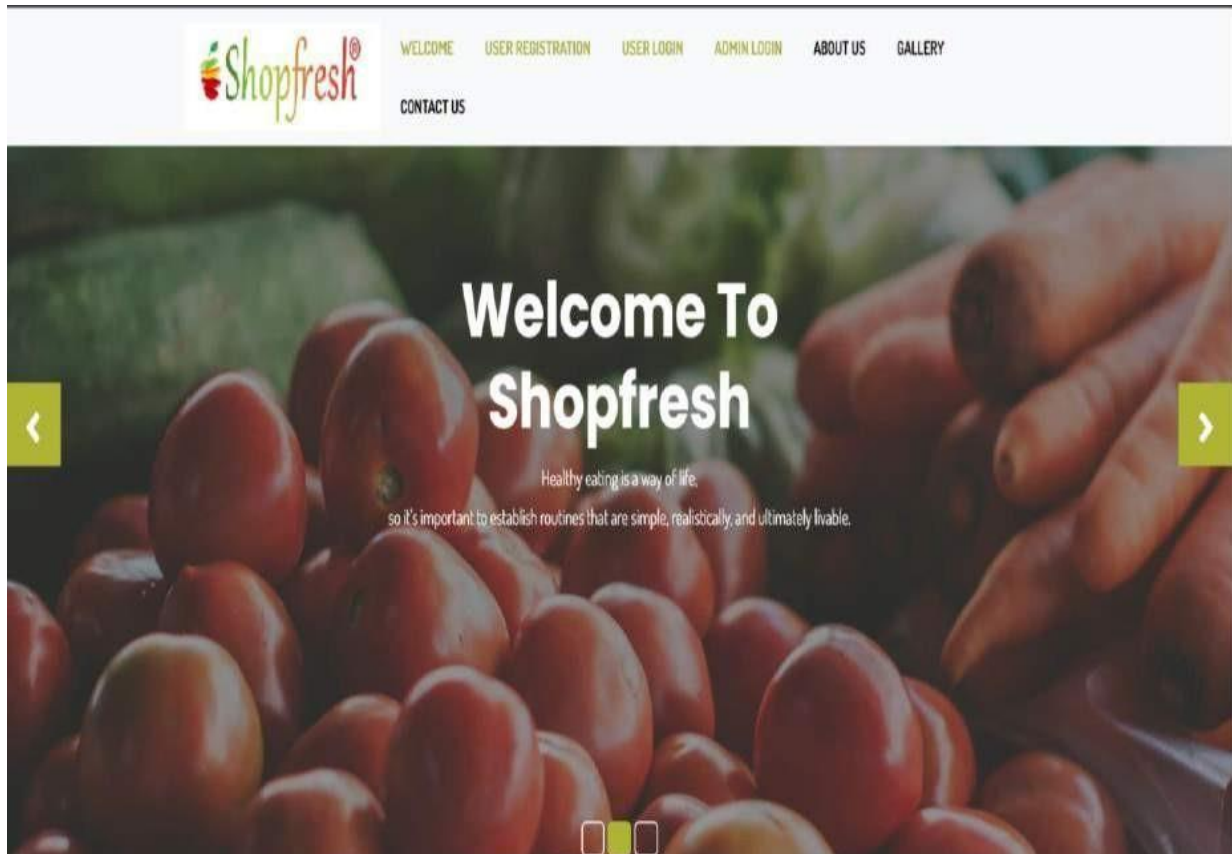 Shopfresh®
WELCOME USER REGISTRATION USER LOGIN ADMIN LOGIN ABOUT US GALLERY
CONTACT US
Welcome To
Shopfresh
Healthy eating is a way of life,
so it's important to establish routines that are simple, realistically, and ultimately livable.